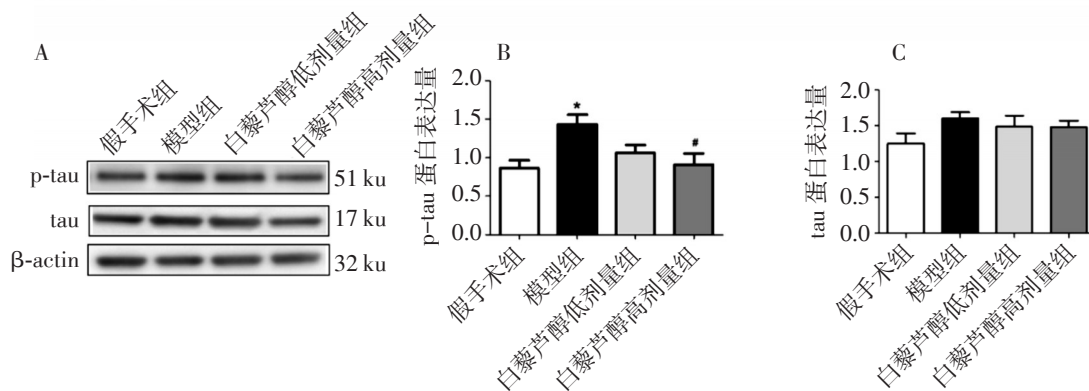 A
假手术组
模型组
白藜芦醇低剂量组
白藜芦醇高剂量组
p-tau
51 ku
tau
17 ku
β-actin
32 ku
B
p-tau 蛋白表达量
2.0
1.5
1.0
0.5
0.0
*
#
假手术组
模型组
白藜芦醇低剂量组
白藜芦醇高剂量组
C
tau 蛋白表达量
2.0
1.5
1.0
0.5
0.0
假手术组
模型组
白藜芦醇低剂量组
白藜芦醇高剂量组